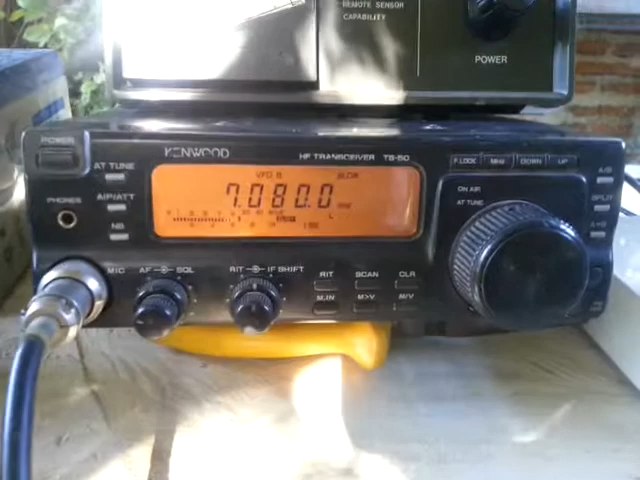 REMOTE SENSOR
CAPABILITY
POWER
POWER
KENWOOD
HF TRANSCEIVER TS-50
F.LOCK MHz DOWN UP
AT TUNE
A/B
VFO B
SLOW
7.080.0
AIP/ATT
PHONES
NB
ON AIR
AT TUNE
SPLIT
A=B
MIC
AF SQL
RIT IF SHIFT
RIT SCAN CLR
M.IN M>V M/V